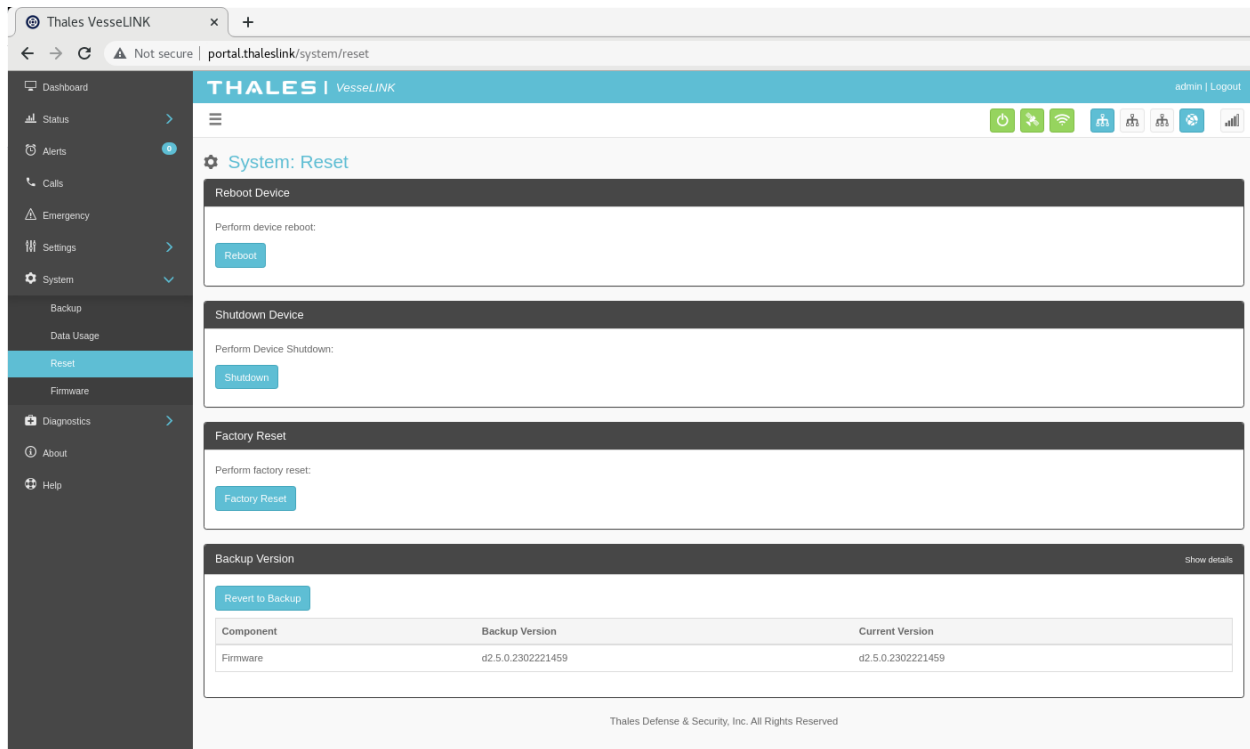 Thales VesseLINK
Not secure | portal.thaleslink/system/reset
Dashboard
THALES | VesseLINK
admin | Logout
Status
Alerts 0
Calls
Emergency
Settings
System
Backup
Data Usage
Reset
Firmware
Diagnostics
About
Help
System: Reset
Reboot Device
Perform device reboot:
Reboot
Shutdown Device
Perform Device Shutdown:
Shutdown
Factory Reset
Perform factory reset:
Factory Reset
Backup Version Show details
Revert to Backup
Component Backup Version Current Version
Firmware d2.5.0.2302221459 d2.5.0.2302221459
Thales Defense & Security, Inc. All Rights Reserved